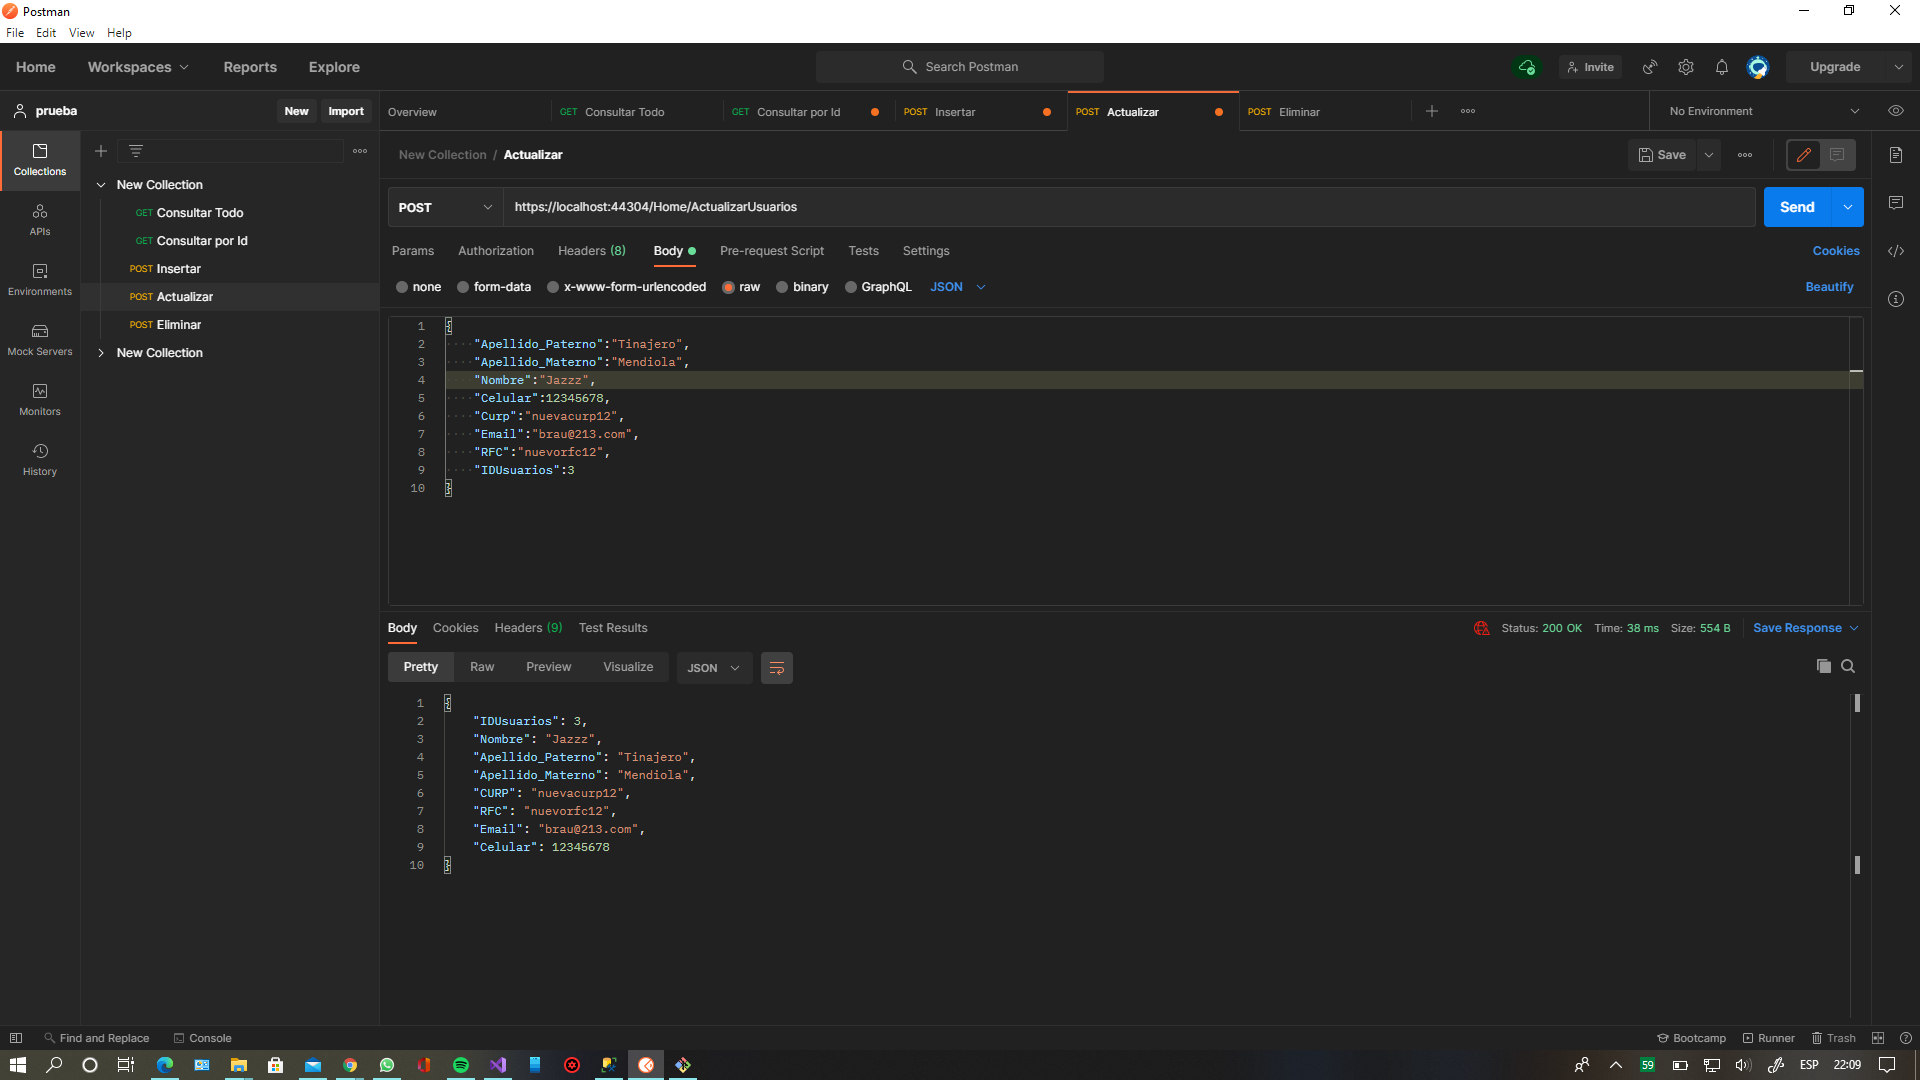 Postman
File Edit View Help
Home Workspaces Reports Explore Search Postman Invite Upgrade
prueba New Import Overview GET Consultar Todo GET Consultar por Id POST Insertar POST Actualizar POST Eliminar No Environment
New Collection / Actualizar Save
Collections
APIs
Environments
Mock Servers
Monitors
History
New Collection
GET Consultar Todo
GET Consultar por Id
POST Insertar
POST Actualizar
POST Eliminar
New Collection
POST https://localhost:44304/Home/ActualizarUsuarios Send
Params Authorization Headers (8) Body Pre-request Script Tests Settings Cookies
none form-data x-www-form-urlencoded raw binary GraphQL JSON Beautify
1 {
2 "Apellido_Paterno":"Tinajero",
3 "Apellido_Materno":"Mendiola",
4 "Nombre":"Jazzz",
5 "Celular":12345678,
6 "Curp":"nuevacurp12",
7 "Email":"brau@213.com",
8 "RFC":"nuevorfc12",
9 "IDUsuarios":3
10 }
Body Cookies Headers (9) Test Results Status: 200 OK Time: 38 ms Size: 554 B Save Response
Pretty Raw Preview Visualize JSON
1 {
2 "IDUsuarios": 3,
3 "Nombre": "Jazzz",
4 "Apellido_Paterno": "Tinajero",
5 "Apellido_Materno": "Mendiola",
6 "CURP": "nuevacurp12",
7 "RFC": "nuevorfc12",
8 "Email": "brau@213.com",
9 "Celular": 12345678
10 }
Find and Replace Console Bootcamp Runner Trash
59 ESP 22:09